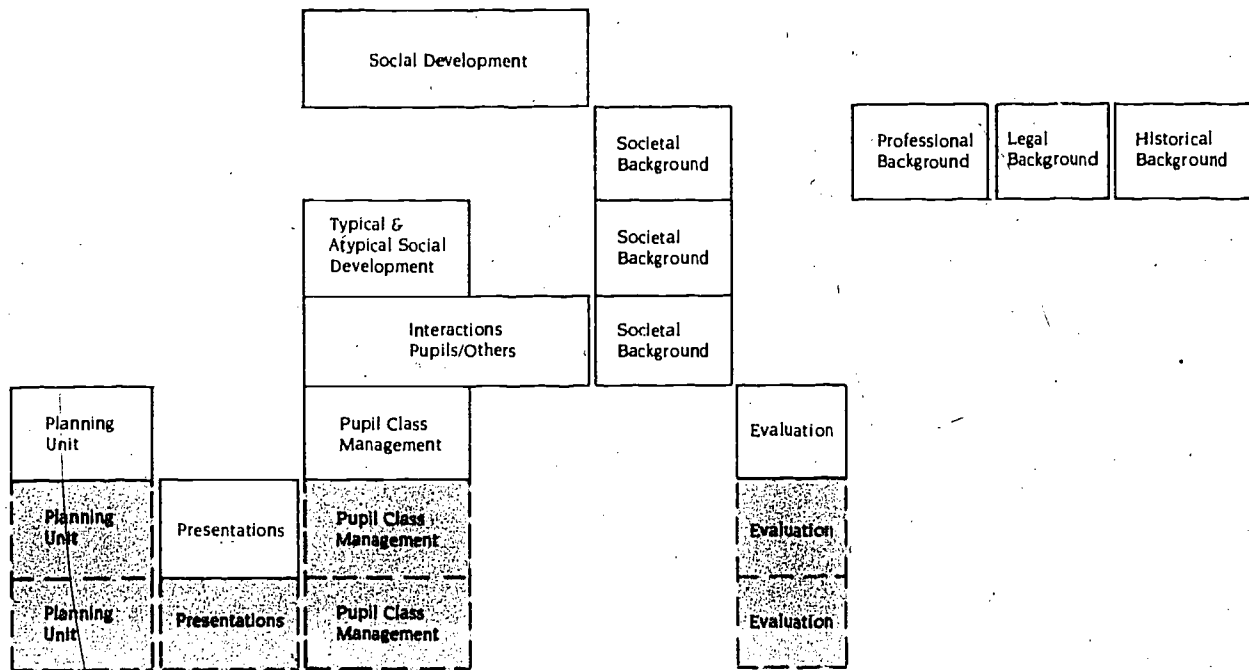 Social Development
Societal
Background
Professional
Background
Legal
Background
Historical
Background
Typical &
Atypical Social
Development
Societal
Background
Interactions
Pupils/Others
Societal
Background
Planning
Unit
Pupil Class
Management
Evaluation
Planning
Unit
Presentations
Pupil Class
Management
Evaluation
Planning
Unit
Presentations
Pupil Class
Management
Evaluation